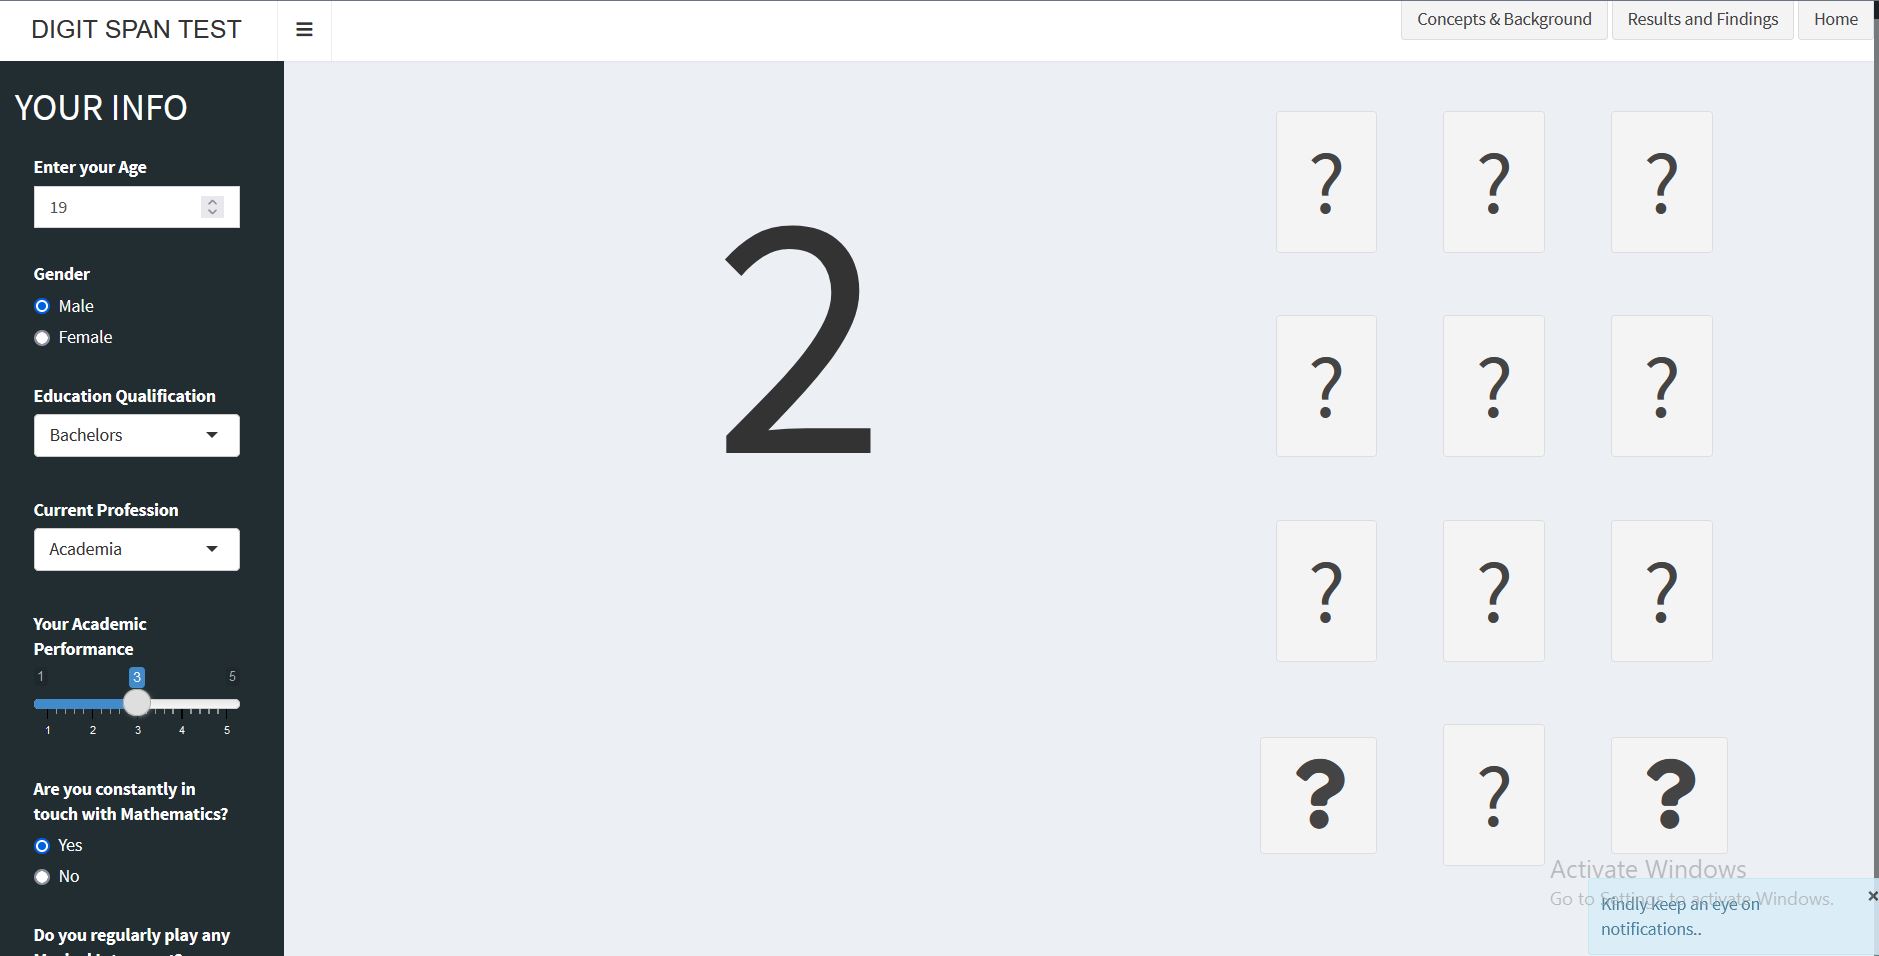 DIGIT SPAN TEST
Concepts & Background
Results and Findings
Home
YOUR INFO
Enter your Age
19
Gender
Male
Female
Education Qualification
Bachelors
Current Profession
Academia
Your Academic
Performance
1 3 5
1 2 3 4 5
Are you constantly in
touch with Mathematics?
Yes
No
Do you regularly play any
2
? ? ?
? ? ?
? ? ?
? ? ?
Activate Windows
Go to Settings to activate Windows.
Kindly keep an eye on
notifications..